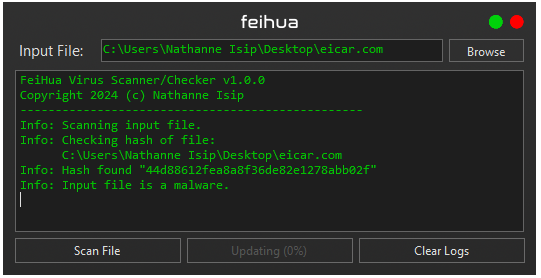 feihua
Input File: C:\Users\Nathanne Isip\Desktop\eicar.com Browse
FeiHua Virus Scanner/Checker v1.0.0
Copyright 2024 (c) Nathanne Isip
------------------------------------------------
Info: Scanning input file.
Info: Checking hash of file:
C:\Users\Nathanne Isip\Desktop\eicar.com
Info: Hash found "44d88612fea8a8f36de82e1278abb02f"
Info: Input file is a malware.
Scan File Updating (0%) Clear Logs